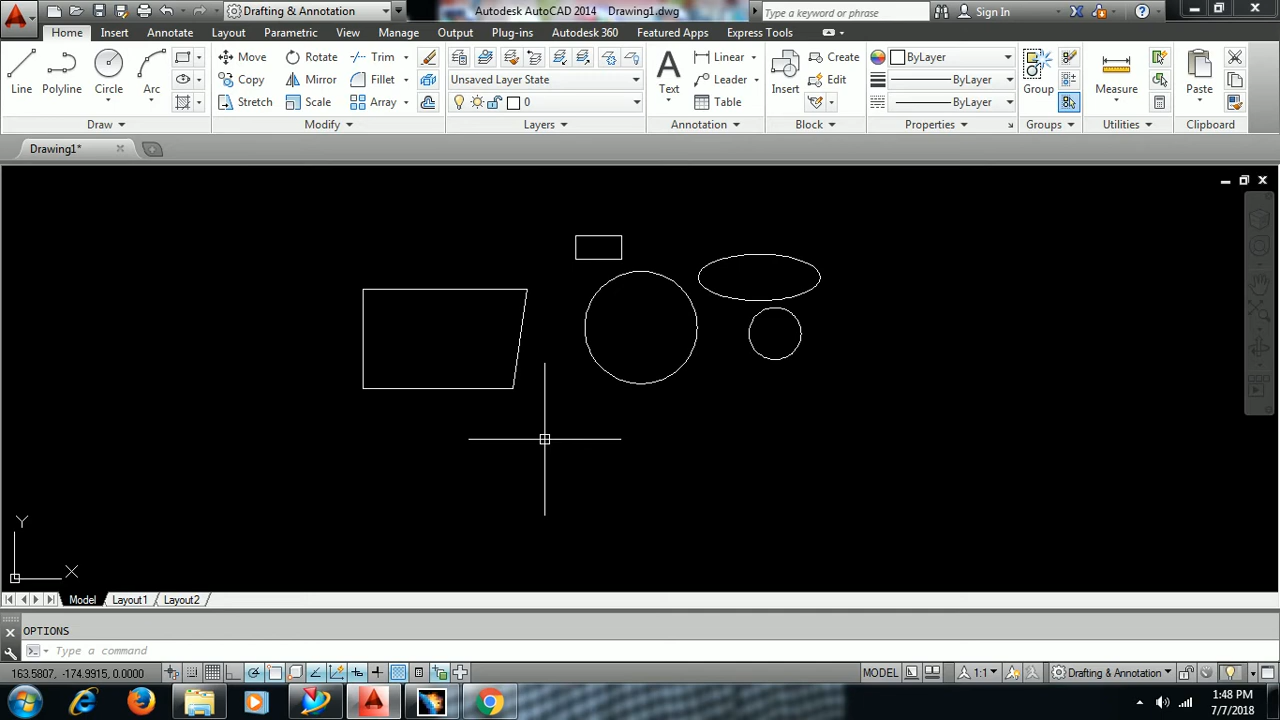 Drafting & Annotation
Autodesk AutoCAD 2014 Drawing1.dwg
Type a keyword or phrase
Sign In
Home Insert Annotate Layout Parametric View Manage Output Plug-ins Autodesk 360 Featured Apps Express Tools
Line
Polyline
Circle
Arc
Move
Copy
Stretch
Rotate
Mirror
Scale
Trim
Fillet
Array
Unsaved Layer State
0
Text
Linear
Leader
Table
Insert
Create
Edit
ByLayer
ByLayer
ByLayer
Group
Measure
Paste
Draw Modify Layers Annotation Block Properties Groups Utilities Clipboard
Drawing1*
Y
X
Model Layout1 Layout2
OPTIONS
Type a command
163.5807, -174.9915, 0.0000
MODEL
1:1
Drafting & Annotation
1:48 PM
7/7/2018